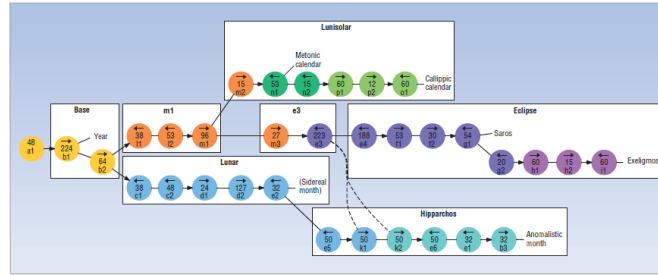 Lunisolar
Metonic
calendar
15
m2
53
n1
15
n2
60
p1
12
p2
60
o1
Callippic
calendar
Base
m1
e3
Eclipse
48
a1
224
b1
Year
64
b2
38
l1
53
l2
96
m1
27
m3
223
e3
188
e4
53
f1
30
f2
54
g1
Saros
20
g2
60
h1
15
h2
60
i1
Exeligmos
Lunar
38
c1
48
c2
24
d1
127
d2
32
e2
(Sidereal
month)
Hipparchos
50
e5
50
k1
50
k2
50
e6
32
e1
32
b3
Anomalistic
month